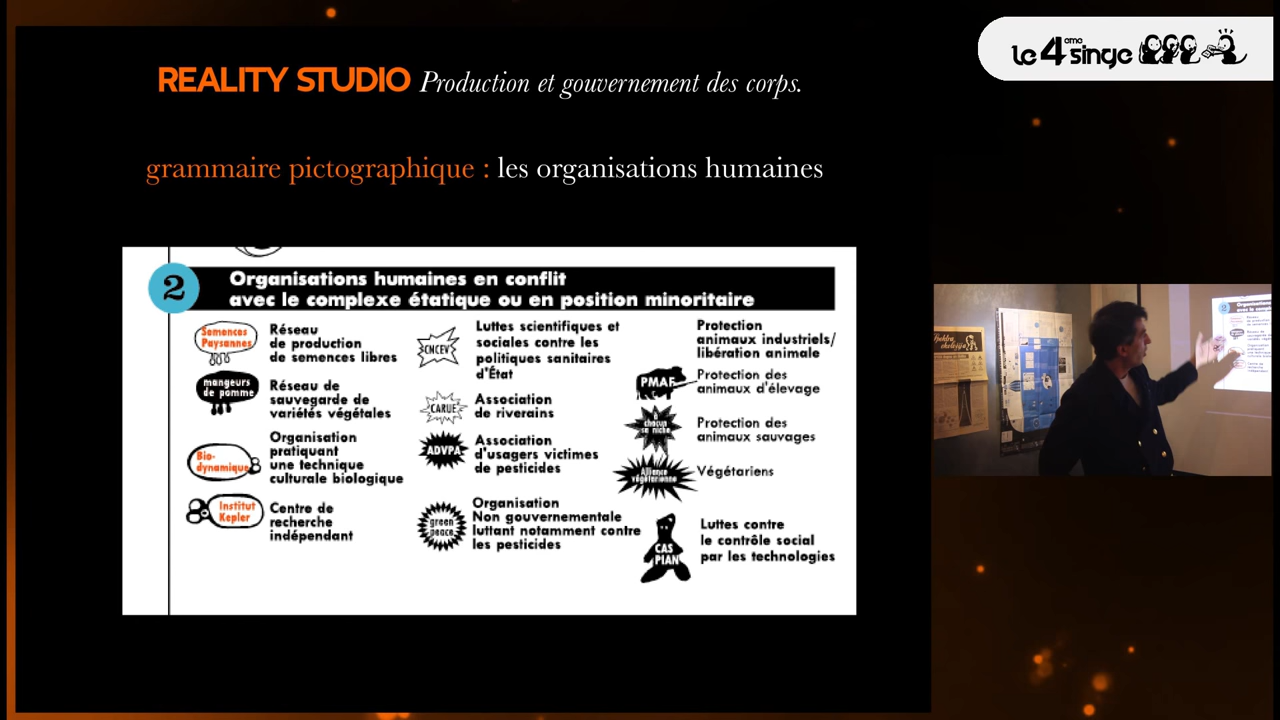 le 4ème singe
REALITY STUDIO Production et gouvernement des corps.
grammaire pictographique : les organisations humaines
2
Organisations humaines en conflit
avec le complexe étatique ou en position minoritaire
Semences
Paysannes
Réseau
de production
de semences libres
mangeurs
de pomme
Réseau de
sauvegarde de
variétés végétales
Bio-
dynamique
Organisation
pratiquant
une technique
culturale biologique
Institut
Kepler
Centre de
recherche
indépendant
CNCEV
Luttes scientifiques et
sociales contre les
politiques sanitaires
d'État
CARUE
Association
de riverains
ADVPA
Association
d'usagers victimes
de pesticides
green
peace
Organisation
Non gouvernementale
luttant notamment contre
les pesticides
Protection
animaux industriels/
libération animale
PMAF
Protection des
animaux d'élevage
à
chacun
sa niche
Protection des
animaux sauvages
Alliance
végétarienne
Végétariens
CAS
PIAN
Luttes contre
le contrôle social
par les technologies